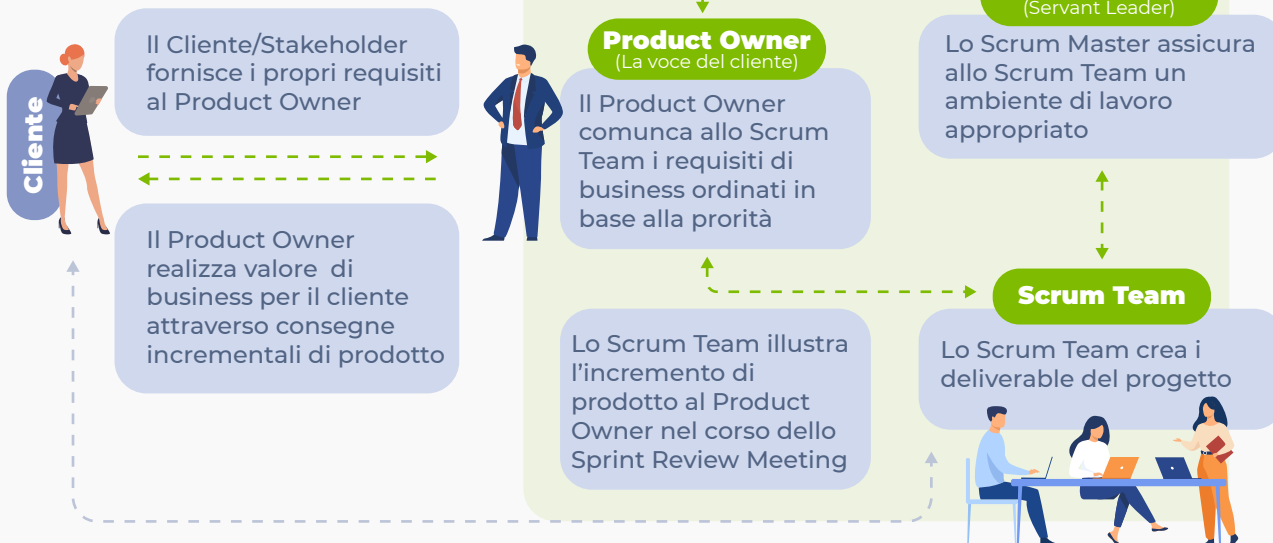 Cliente
Il Cliente/Stakeholder
fornisce i propri requisiti
al Product Owner
Il Product Owner
realizza valore di
business per il cliente
attraverso consegne
incrementali di prodotto
Product Owner
(La voce del cliente)
Il Product Owner
comunca allo Scrum
Team i requisiti di
business ordinati in
base alla prorità
Lo Scrum Team illustra
l’incremento di
prodotto al Product
Owner nel corso dello
Sprint Review Meeting
(Servant Leader)
Lo Scrum Master assicura
allo Scrum Team un
ambiente di lavoro
appropriato
Scrum Team
Lo Scrum Team crea i
deliverable del progetto